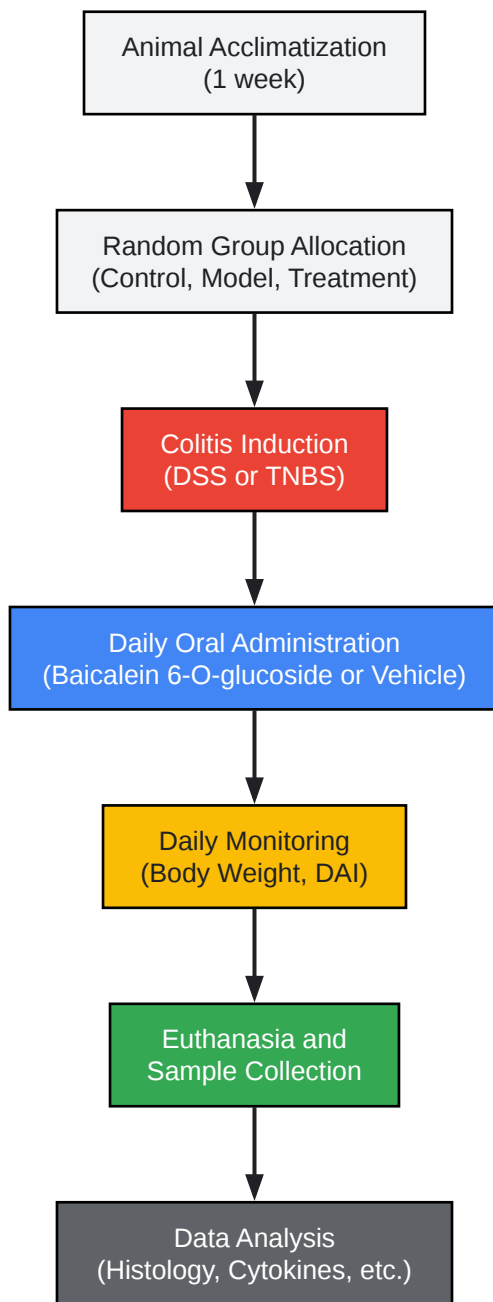 Animal Acclimatization
(1 week)
Random Group Allocation
(Control, Model, Treatment)
Colitis Induction
(DSS or TNBS)
Daily Oral Administration
(Baicalein 6-O-glucoside or Vehicle)
Daily Monitoring
(Body Weight, DAI)
Euthanasia and
Sample Collection
Data Analysis
(Histology, Cytokines, etc.)